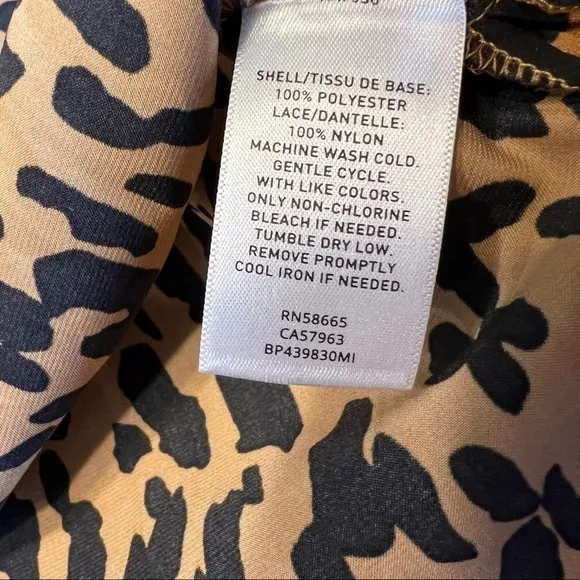 SHELL/TISSU DE BASE:
100% POLYESTER
LACE/DANTELLE:
100% NYLON
MACHINE WASH COLD.
GENTLE CYCLE.
WITH LIKE COLORS.
ONLY NON-CHLORINE
BLEACH IF NEEDED.
TUMBLE DRY LOW.
REMOVE PROMPTLY
COOL IRON IF NEEDED.
RN58665
CA57963
BP439830MI